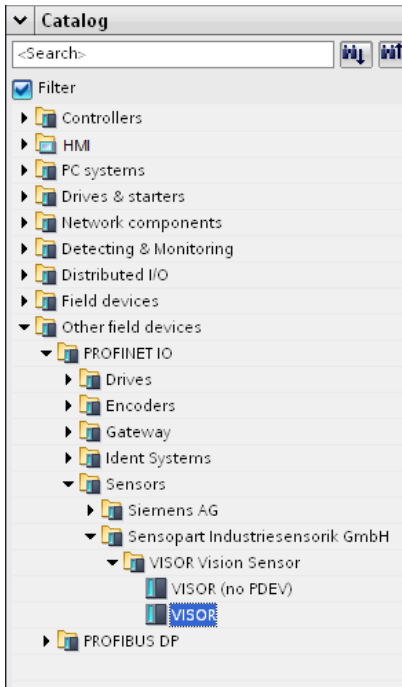 Catalog
<Search>
Filter
Controllers
HMI
PC systems
Drives & starters
Network components
Detecting & Monitoring
Distributed I/O
Field devices
Other field devices
PROFINET IO
Drives
Encoders
Gateway
Ident Systems
Sensors
Siemens AG
Sensopart Industriesensorik GmbH
VISOR Vision Sensor
VISOR (no PDEV)
VISOR
PROFIBUS DP